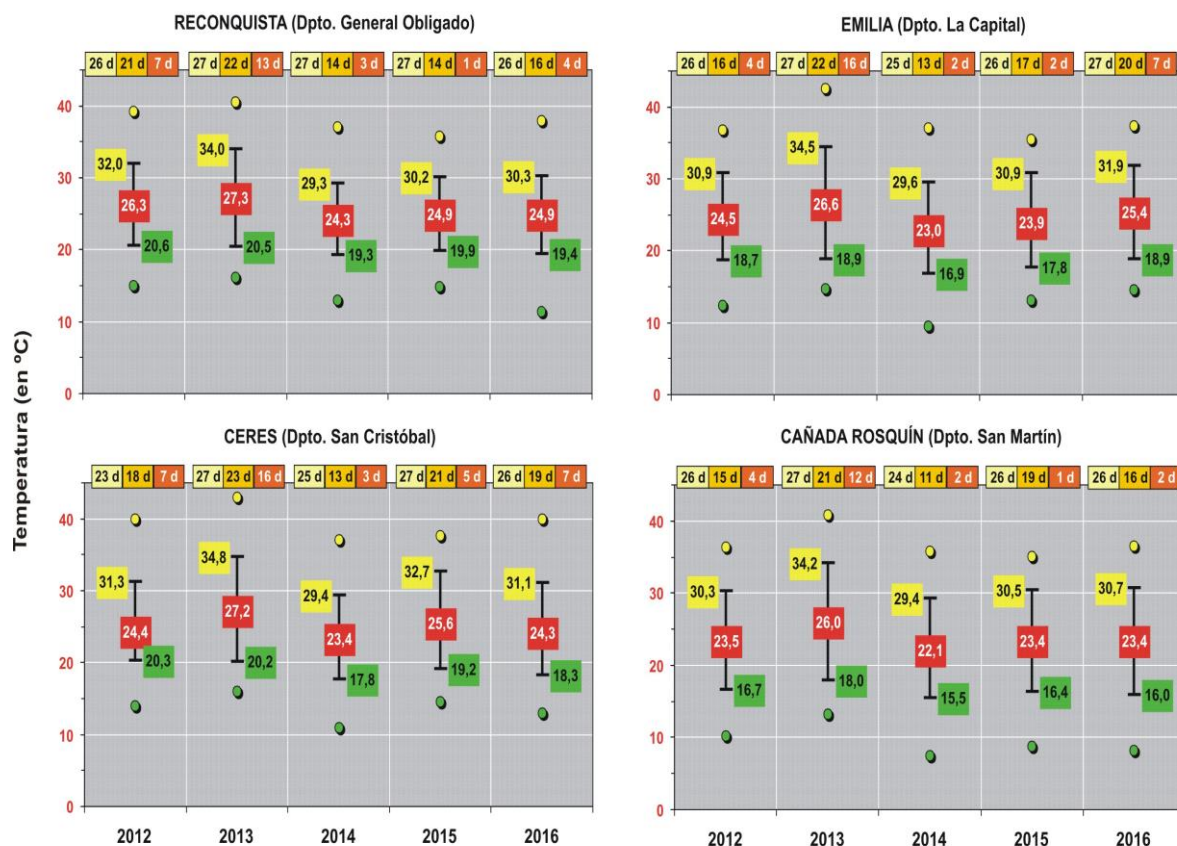 Temperatura (en ºC)
RECONQUISTA (Dpto. General Obligado)
26 d 21 d 7 d 27 d 22 d 13 d 27 d 14 d 3 d 27 d 14 d 1 d 26 d 16 d 4 d
40
30
20
10
0
32,0 34,0 29,3 30,2 30,3
26,3 27,3 24,3 24,9 24,9
20,6 20,5 19,3 19,9 19,4
EMILIA (Dpto. La Capital)
26 d 16 d 4 d 27 d 22 d 16 d 25 d 13 d 2 d 26 d 17 d 2 d 27 d 20 d 7 d
40
30
20
10
0
30,9 34,5 29,6 30,9 31,9
24,5 26,6 23,0 23,9 25,4
18,7 18,9 16,9 17,8 18,9
CERES (Dpto. San Cristóbal)
23 d 18 d 7 d 27 d 23 d 16 d 25 d 13 d 3 d 27 d 21 d 5 d 26 d 19 d 7 d
40
30
20
10
0
31,3 34,8 29,4 32,7 31,1
24,4 27,2 23,4 25,6 24,3
20,3 20,2 17,8 19,2 18,3
2012 2013 2014 2015 2016
CAÑADA ROSQUÍN (Dpto. San Martín)
26 d 15 d 4 d 27 d 21 d 12 d 24 d 11 d 2 d 26 d 19 d 1 d 26 d 16 d 2 d
40
30
20
10
0
30,3 34,2 29,4 30,5 30,7
23,5 26,0 22,1 23,4 23,4
16,7 18,0 15,5 16,4 16,0
2012 2013 2014 2015 2016